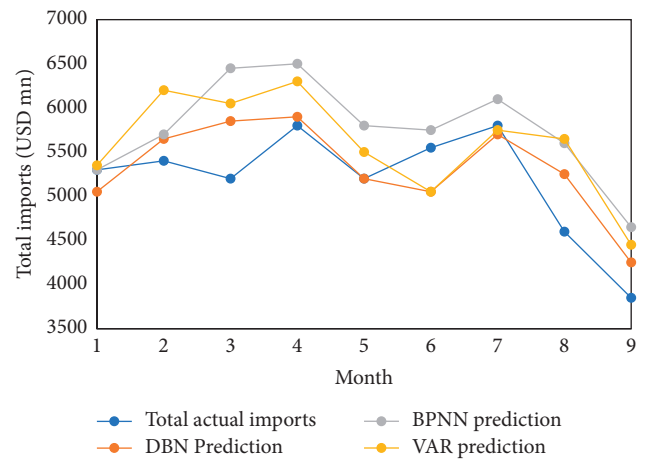 7000
6500
6000
5500
5000
4500
4000
3500
Total imports (USD mn)
1 2 3 4 5 6 7 8 9
Month
Total actual imports BPNN prediction
DBN Prediction VAR prediction